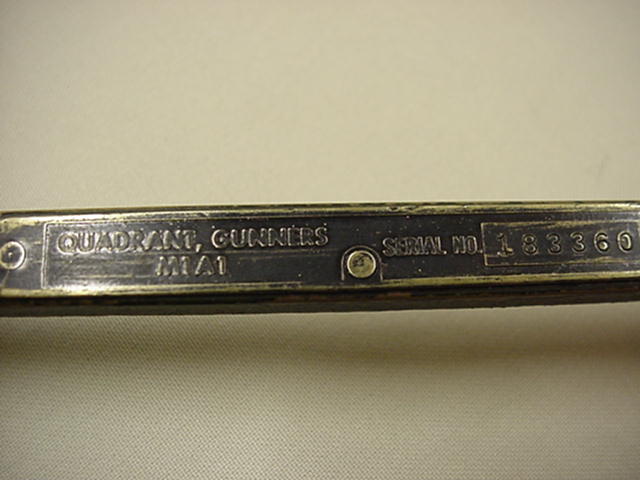 QUADRANT, GUNNERS
M1A1
SERIAL NO. 183360